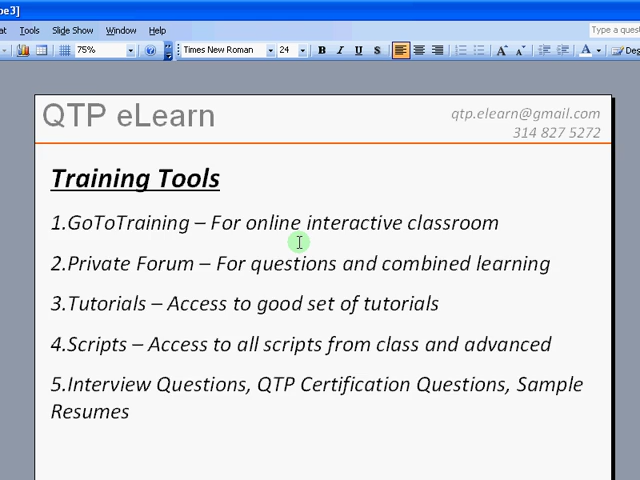 pe3]
at Tools Slide Show Window Help Type a quest
75% Times New Roman 24 B I U S A A A Des
QTP eLearn
qtp.elearn@gmail.com
314 827 5272
Training Tools
1.GoToTraining – For online interactive classroom
2.Private Forum – For questions and combined learning
3.Tutorials – Access to good set of tutorials
4.Scripts – Access to all scripts from class and advanced
5.Interview Questions, QTP Certification Questions, Sample
Resumes